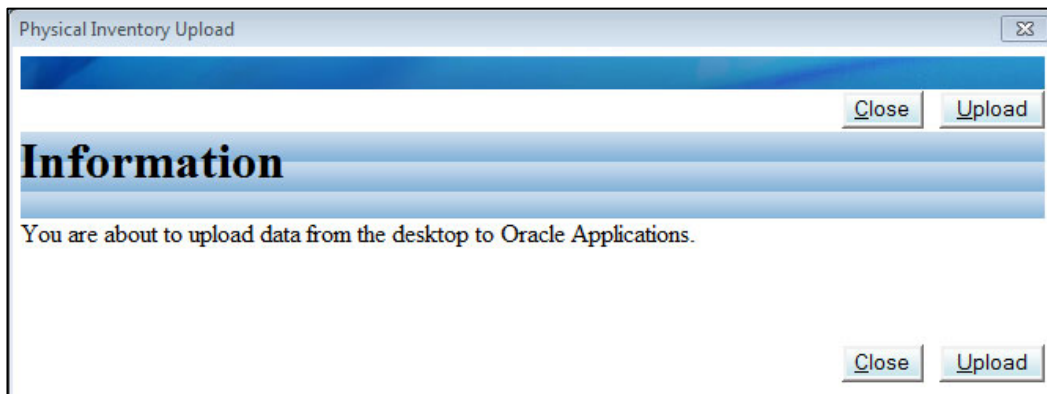 Physical Inventory Upload
Close Upload
Information
You are about to upload data from the desktop to Oracle Applications.
Close Upload